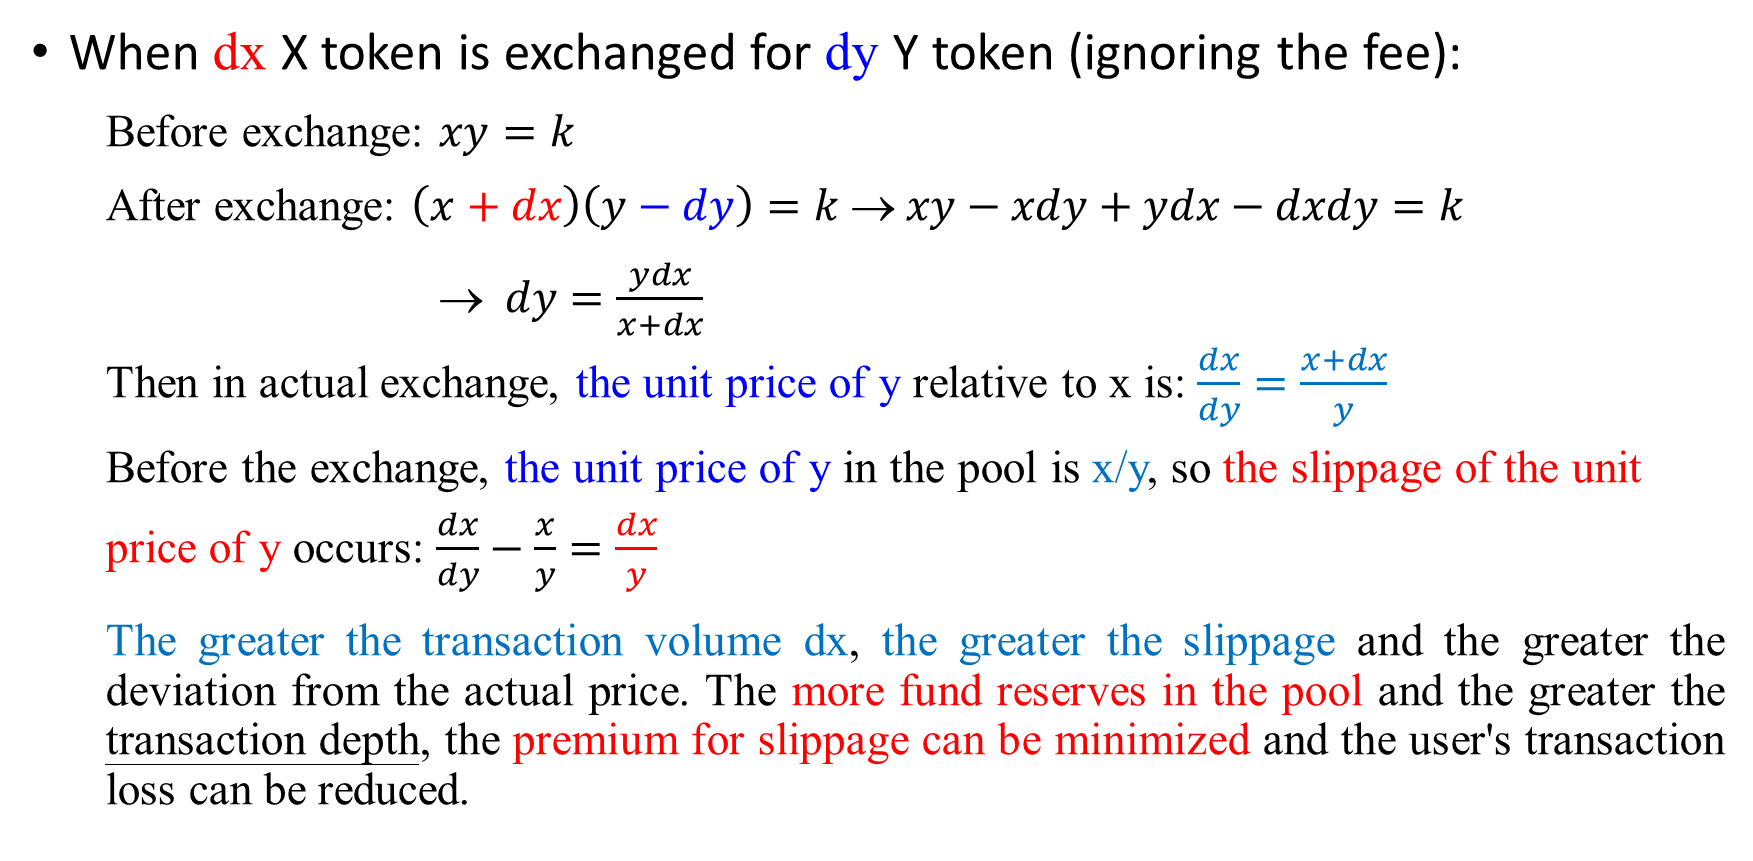 • When dx X token is exchanged for dy Y token (ignoring the fee):
Before exchange: xy = k
After exchange: (x + dx)(y − dy) = k → xy − xdy + ydx − dxdy = k
→ dy = ydx/(x+dx)
Then in actual exchange, the unit price of y relative to x is: dx/dy = (x+dx)/y
Before the exchange, the unit price of y in the pool is x/y, so the slippage of the unit
price of y occurs: dx/dy − x/y = dx/y
The greater the transaction volume dx, the greater the slippage and the greater the
deviation from the actual price. The more fund reserves in the pool and the greater the
transaction depth, the premium for slippage can be minimized and the user's transaction
loss can be reduced.